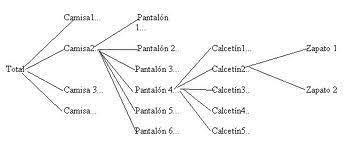 Camisa1...
Pantalón
1...
Camisa2
Pantalón 2...
Calcetín1...
Zapato 1
Total
Pantalón 3...
Calcetín2..
Camisa 3...
Pantalón 4..
Calcetín3..
Zapato 2
Camisa...
Pantalón 5...
Calcetín4..
Pantalón 6...
Calcetín5..